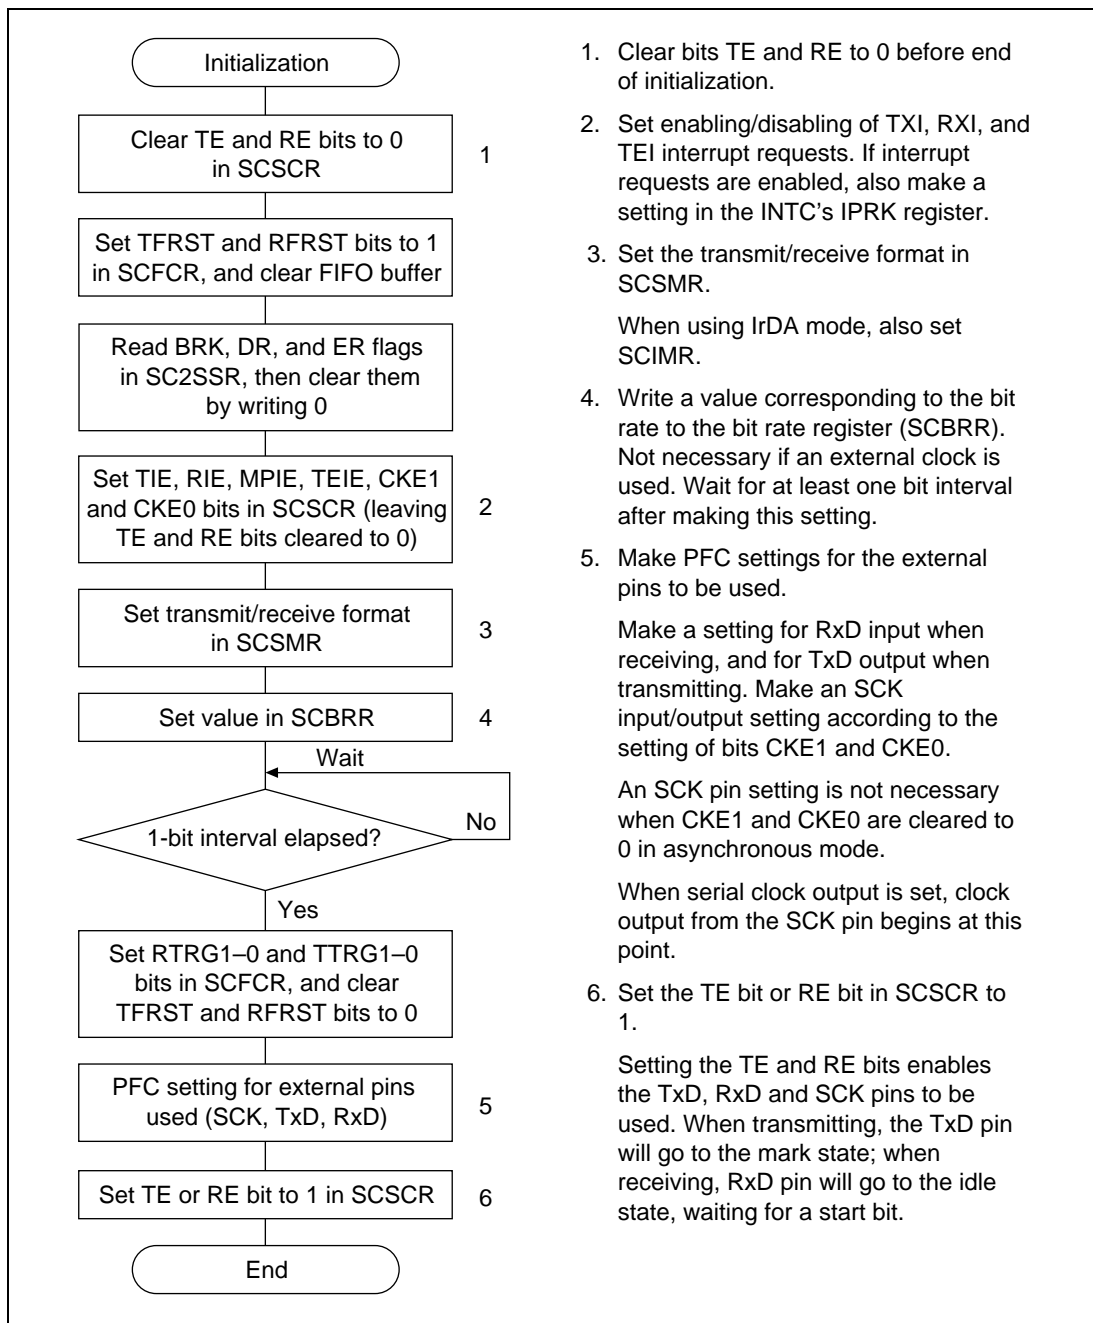 Initialization
Clear TE and RE bits to 0
in SCSCR
1
Set TFRST and RFRST bits to 1
in SCFCR, and clear FIFO buffer
Read BRK, DR, and ER flags
in SC2SSR, then clear them
by writing 0
Set TIE, RIE, MPIE, TEIE, CKE1
and CKE0 bits in SCSCR (leaving
TE and RE bits cleared to 0)
2
Set transmit/receive format
in SCSMR
3
Set value in SCBRR
4
Wait
1-bit interval elapsed?
No
Yes
Set RTRG1–0 and TTRG1–0
bits in SCFCR, and clear
TFRST and RFRST bits to 0
PFC setting for external pins
used (SCK, TxD, RxD)
5
Set TE or RE bit to 1 in SCSCR
6
End
1. Clear bits TE and RE to 0 before end
of initialization.
2. Set enabling/disabling of TXI, RXI, and
TEI interrupt requests. If interrupt
requests are enabled, also make a
setting in the INTC's IPRK register.
3. Set the transmit/receive format in
SCSMR.
When using IrDA mode, also set
SCIMR.
4. Write a value corresponding to the bit
rate to the bit rate register (SCBRR).
Not necessary if an external clock is
used. Wait for at least one bit interval
after making this setting.
5. Make PFC settings for the external
pins to be used.
Make a setting for RxD input when
receiving, and for TxD output when
transmitting. Make an SCK
input/output setting according to the
setting of bits CKE1 and CKE0.
An SCK pin setting is not necessary
when CKE1 and CKE0 are cleared to
0 in asynchronous mode.
When serial clock output is set, clock
output from the SCK pin begins at this
point.
6. Set the TE bit or RE bit in SCSCR to
1.
Setting the TE and RE bits enables
the TxD, RxD and SCK pins to be
used. When transmitting, the TxD pin
will go to the mark state; when
receiving, RxD pin will go to the idle
state, waiting for a start bit.